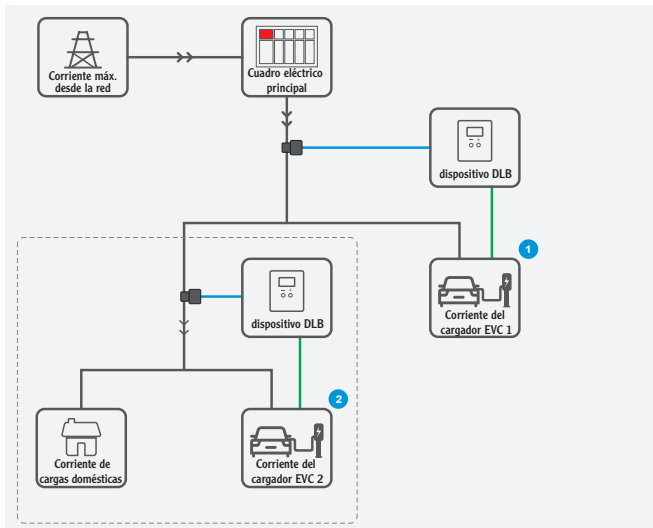 Corriente máx.
desde la red
Cuadro eléctrico
principal
dispositivo DLB
1
Corriente del
cargador EVC 1
dispositivo DLB
2
Corriente de
cargas domésticas
Corriente del
cargador EVC 2